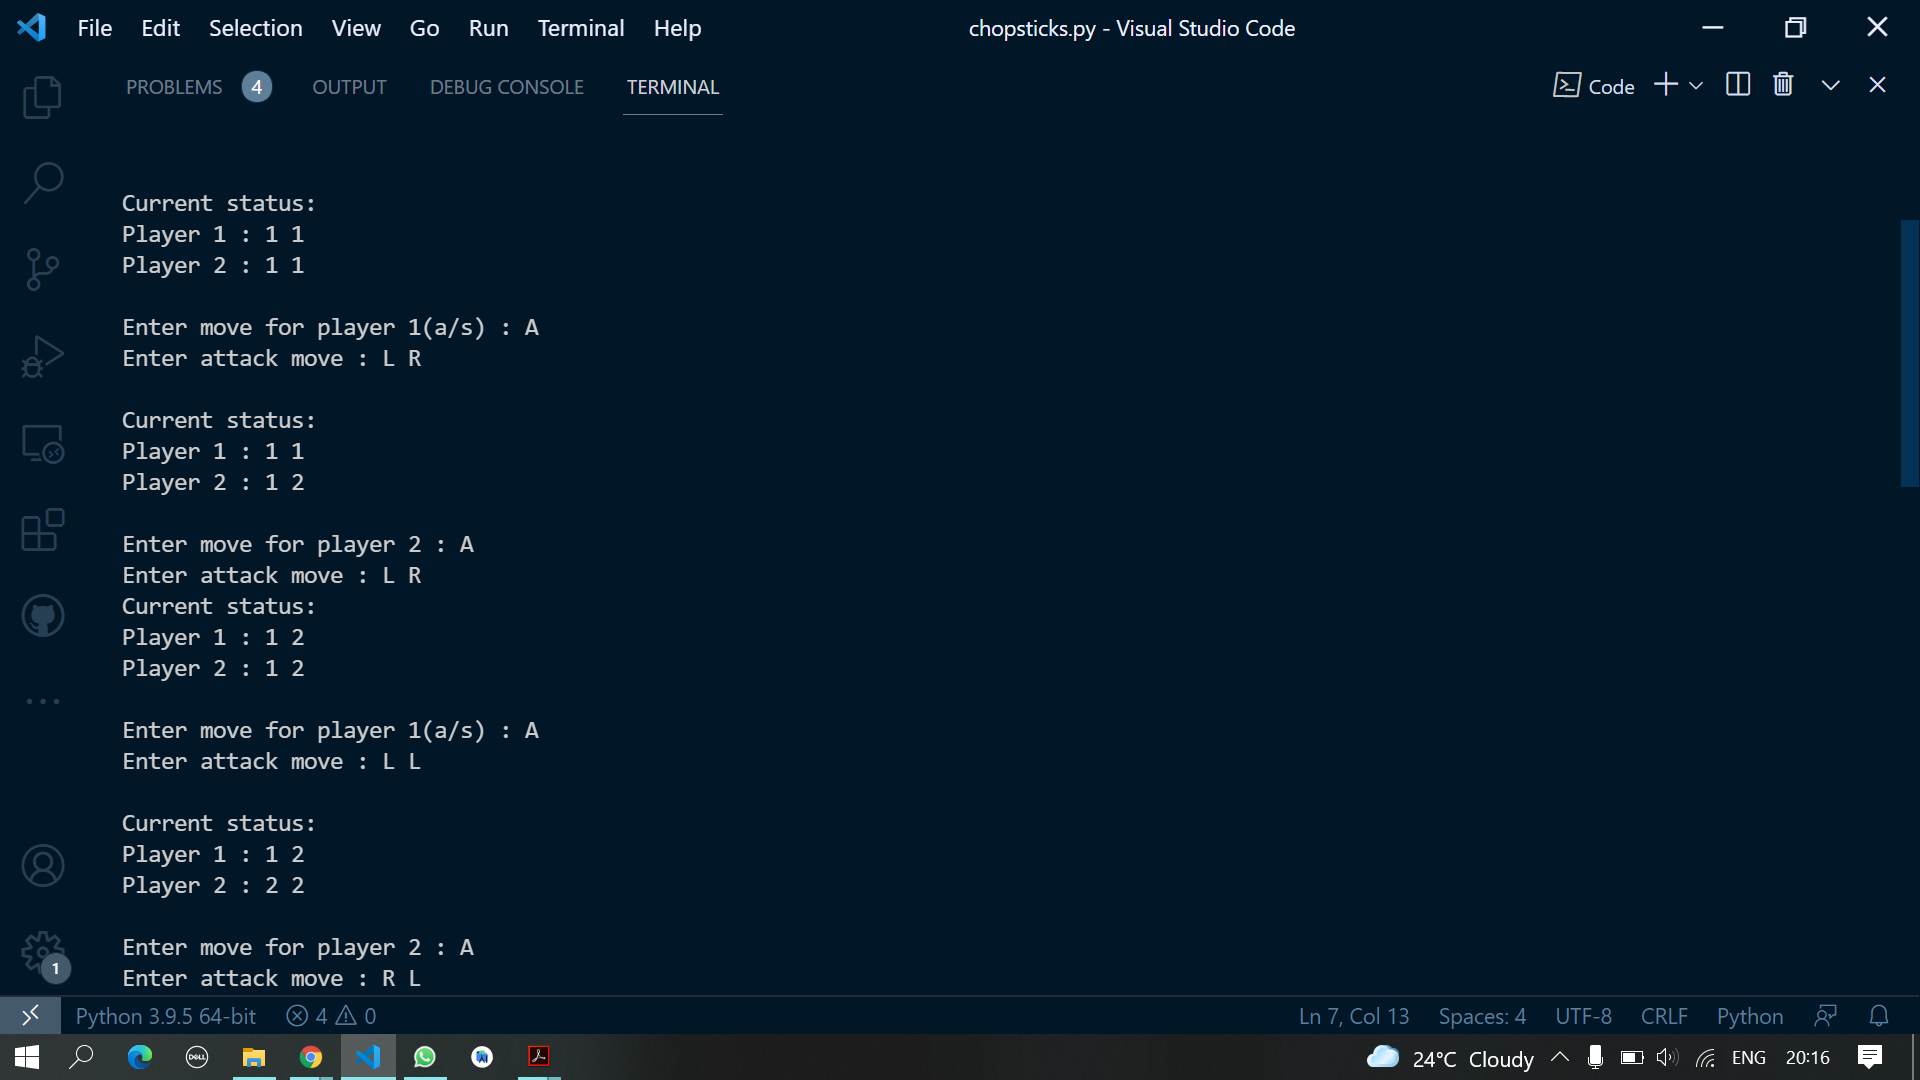 File Edit Selection View Go Run Terminal Help chopsticks.py - Visual Studio Code
PROBLEMS 4 OUTPUT DEBUG CONSOLE TERMINAL Code
Current status:
Player 1 : 1 1
Player 2 : 1 1
Enter move for player 1(a/s) : A
Enter attack move : L R
Current status:
Player 1 : 1 1
Player 2 : 1 2
Enter move for player 2 : A
Enter attack move : L R
Current status:
Player 1 : 1 2
Player 2 : 1 2
Enter move for player 1(a/s) : A
Enter attack move : L L
Current status:
Player 1 : 1 2
Player 2 : 2 2
Enter move for player 2 : A
Enter attack move : R L
1
Python 3.9.5 64-bit 4 0 Ln 7, Col 13 Spaces: 4 UTF-8 CRLF Python
DELL 24°C Cloudy ENG 20:16